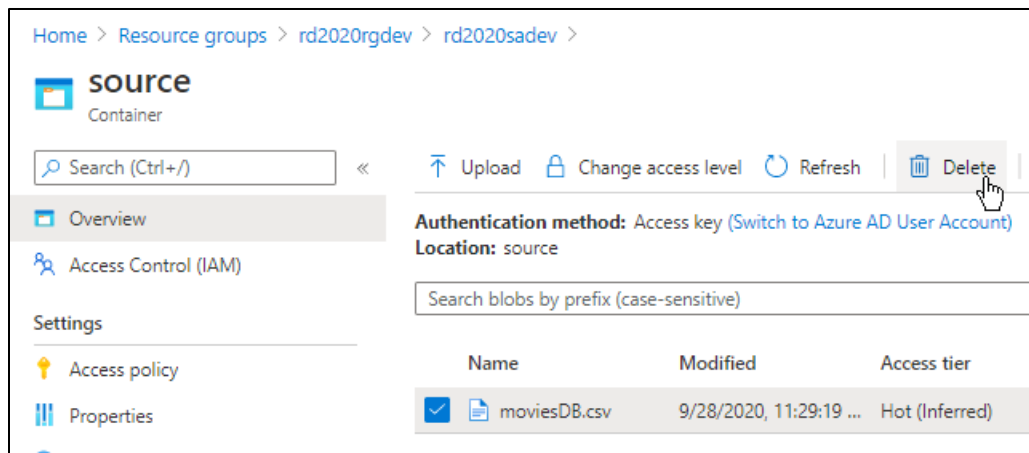 Home > Resource groups > rd2020rgdev > rd2020sadev >
source
Container
Search (Ctrl+/)
«
Overview
Access Control (IAM)
Settings
Access policy
Properties
Upload Change access level Refresh Delete
Authentication method: Access key (Switch to Azure AD User Account)
Location: source
Search blobs by prefix (case-sensitive)
Name Modified Access tier
moviesDB.csv 9/28/2020, 11:29:19 ... Hot (Inferred)